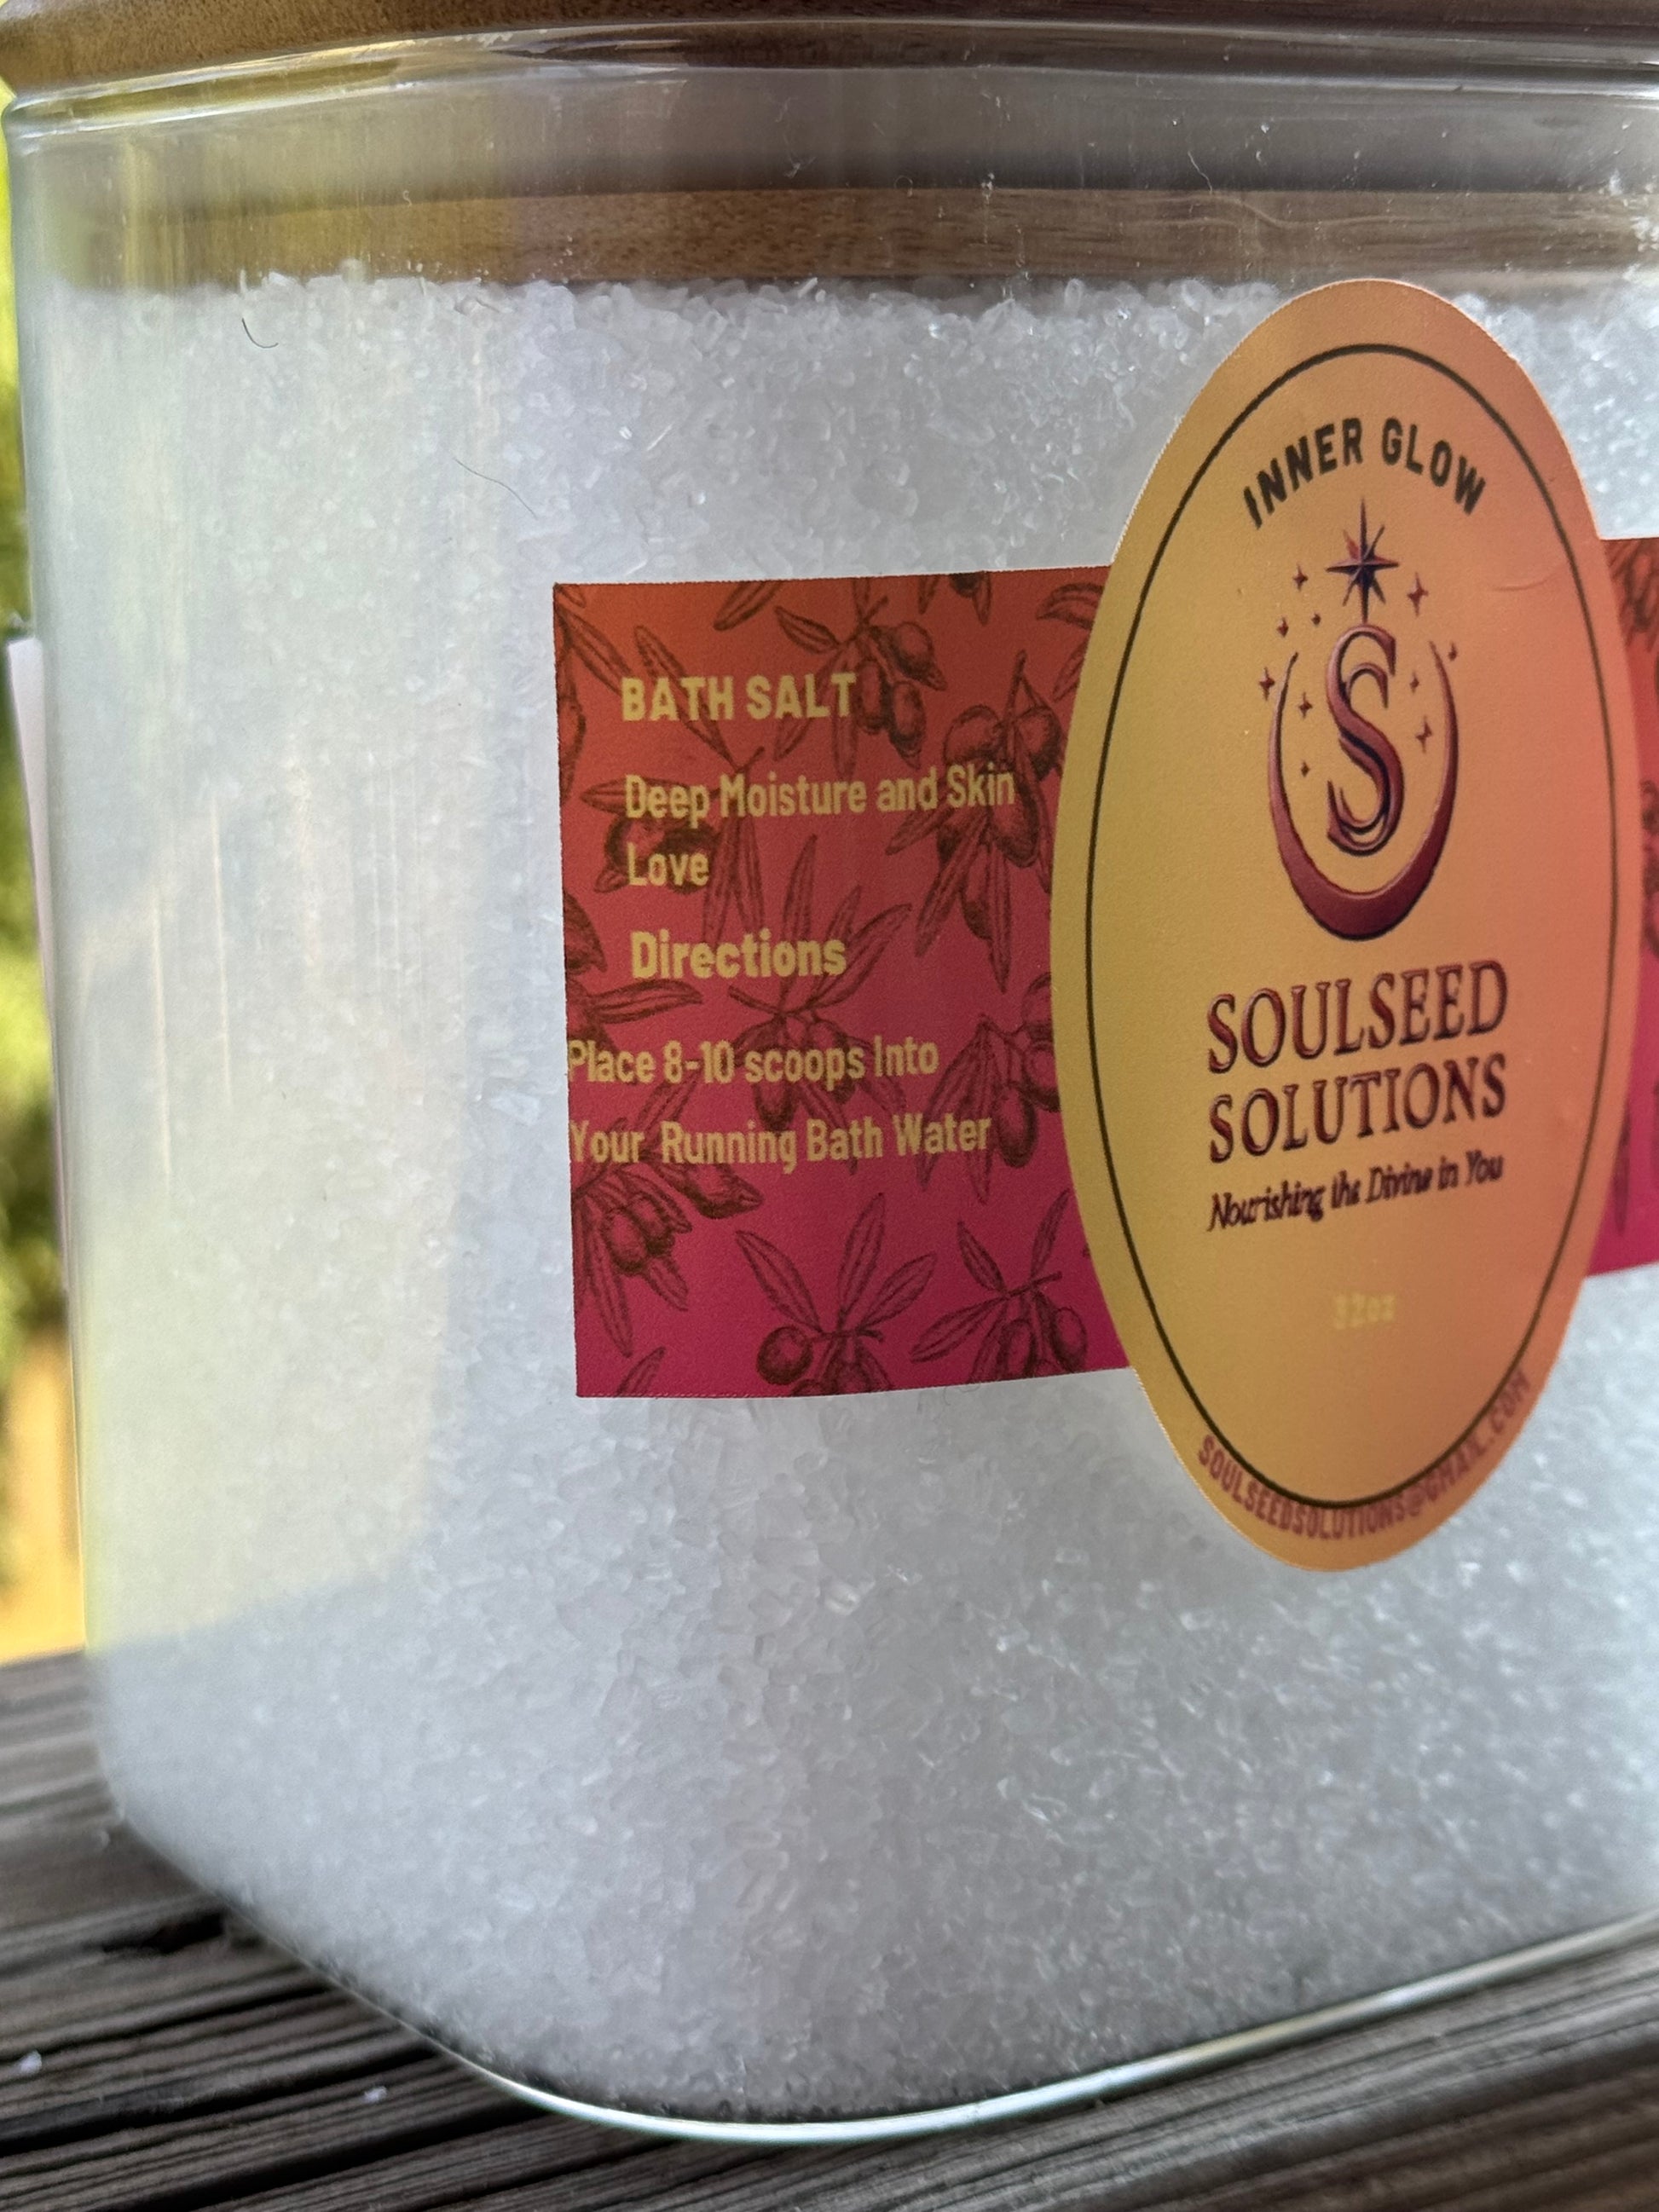 BATH SALT
Deep Moisture and Skin
Love
Directions
Place 8-10 scoops Into
Your Running Bath Water
INNER GLOW
S
SOULSEED
SOLUTIONS
Nourishing the Divine in You
32oz
SOULSEEDSOLUTIONS@GMAIL.COM